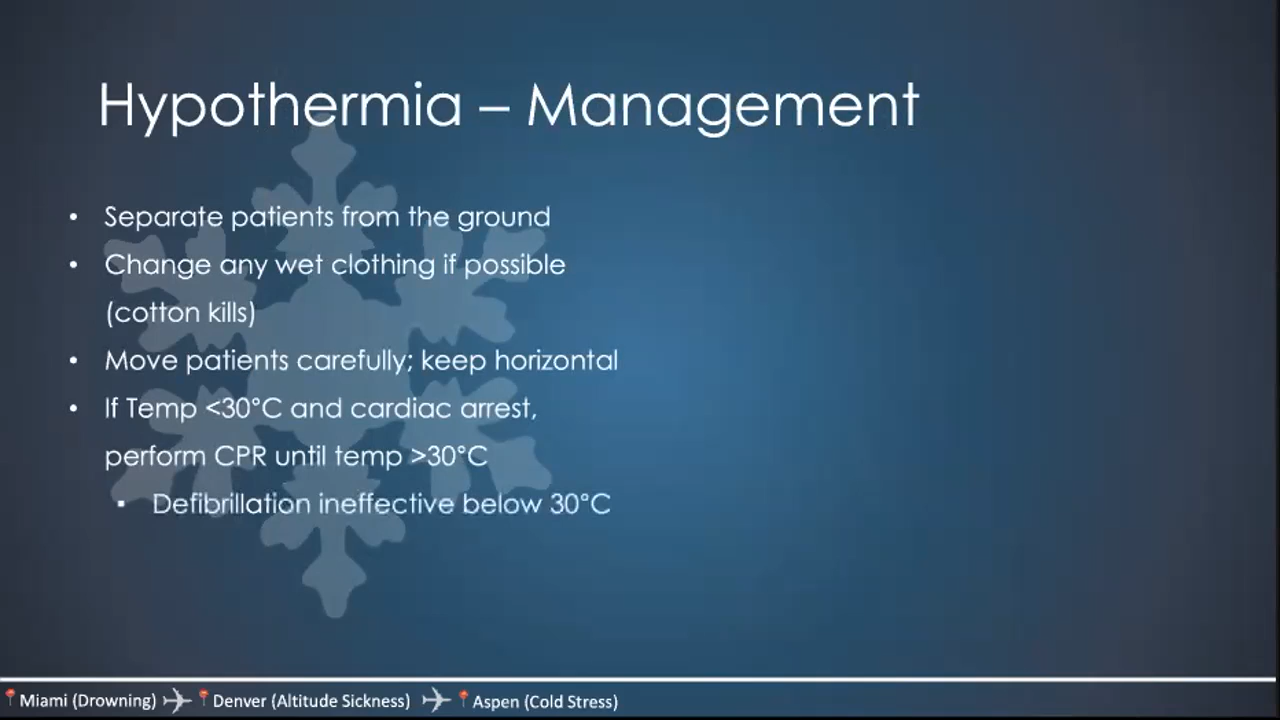 Hypothermia – Management
• Separate patients from the ground
• Change any wet clothing if possible
(cotton kills)
• Move patients carefully; keep horizontal
• If Temp <30°C and cardiac arrest,
perform CPR until temp >30°C
▪ Defibrillation ineffective below 30°C
Miami (Drowning) Denver (Altitude Sickness) Aspen (Cold Stress)